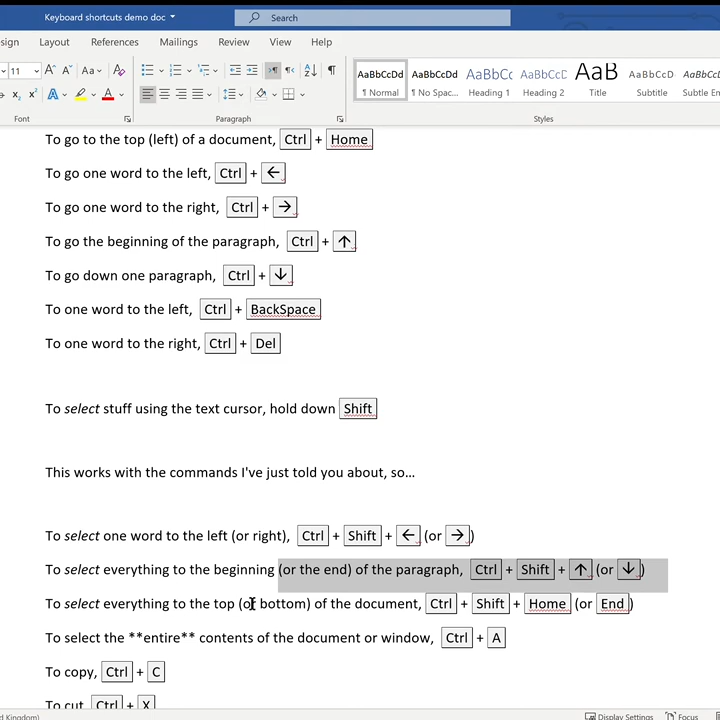 Keyboard shortcuts demo doc
Search
sign Layout References Mailings Review View Help
11 Aa
AaBbCcDd AaBbCcDd AaBbCc AaBbCcD AaB AaBbCcD AaBbCcD
¶ Normal ¶ No Spac... Heading 1 Heading 2 Title Subtitle Subtle En
Font Paragraph Styles
To go to the top (left) of a document, Ctrl + Home
To go one word to the left, Ctrl + ←
To go one word to the right, Ctrl + →
To go the beginning of the paragraph, Ctrl + ↑
To go down one paragraph, Ctrl + ↓
To one word to the left, Ctrl + BackSpace
To one word to the right, Ctrl + Del
To select stuff using the text cursor, hold down Shift
This works with the commands I've just told you about, so...
To select one word to the left (or right), Ctrl + Shift + ← (or →)
To select everything to the beginning (or the end) of the paragraph, Ctrl + Shift + ↑ (or ↓)
To select everything to the top (or bottom) of the document, Ctrl + Shift + Home (or End)
To select the **entire** contents of the document or window, Ctrl + A
To copy, Ctrl + C
To cut, Ctrl + X
Kingdom) Display Settings Focus